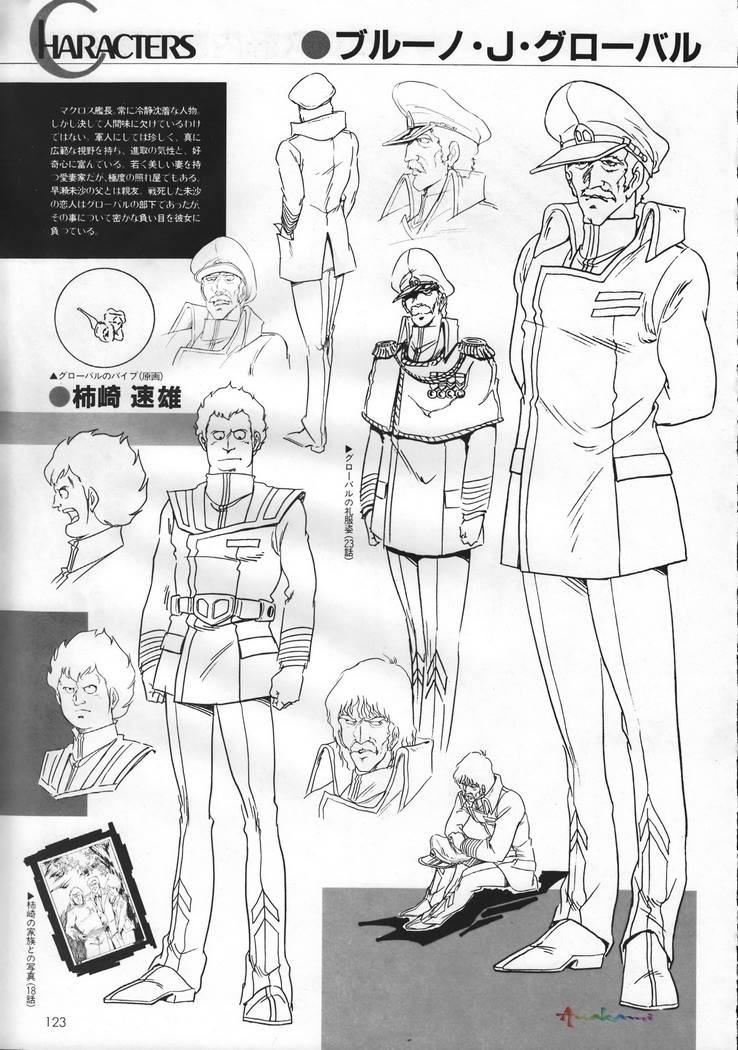 CHARACTERS
●ブルーノ・J・グローバル
マクロス艦長。常に冷静沈着な人物。
しかし決して人間味に欠けているわけ
ではない。軍人にしては珍しく、真に
広範な視野を持ち、進取の気性と、好
奇心に富んでいる。若く美しい妻を持
つ愛妻家だが、極度の照れ屋でもある。
早瀬未沙の父とは親友。戦死した未沙
の恋人はグローバルの部下であったが、
その事について密かな負い目を彼女に
負っている。
▲グローバルのパイプ(原画)
●柿崎 速雄
▶グローバルの礼服姿(23話)
▶柿崎の家族との写真(18話)
123